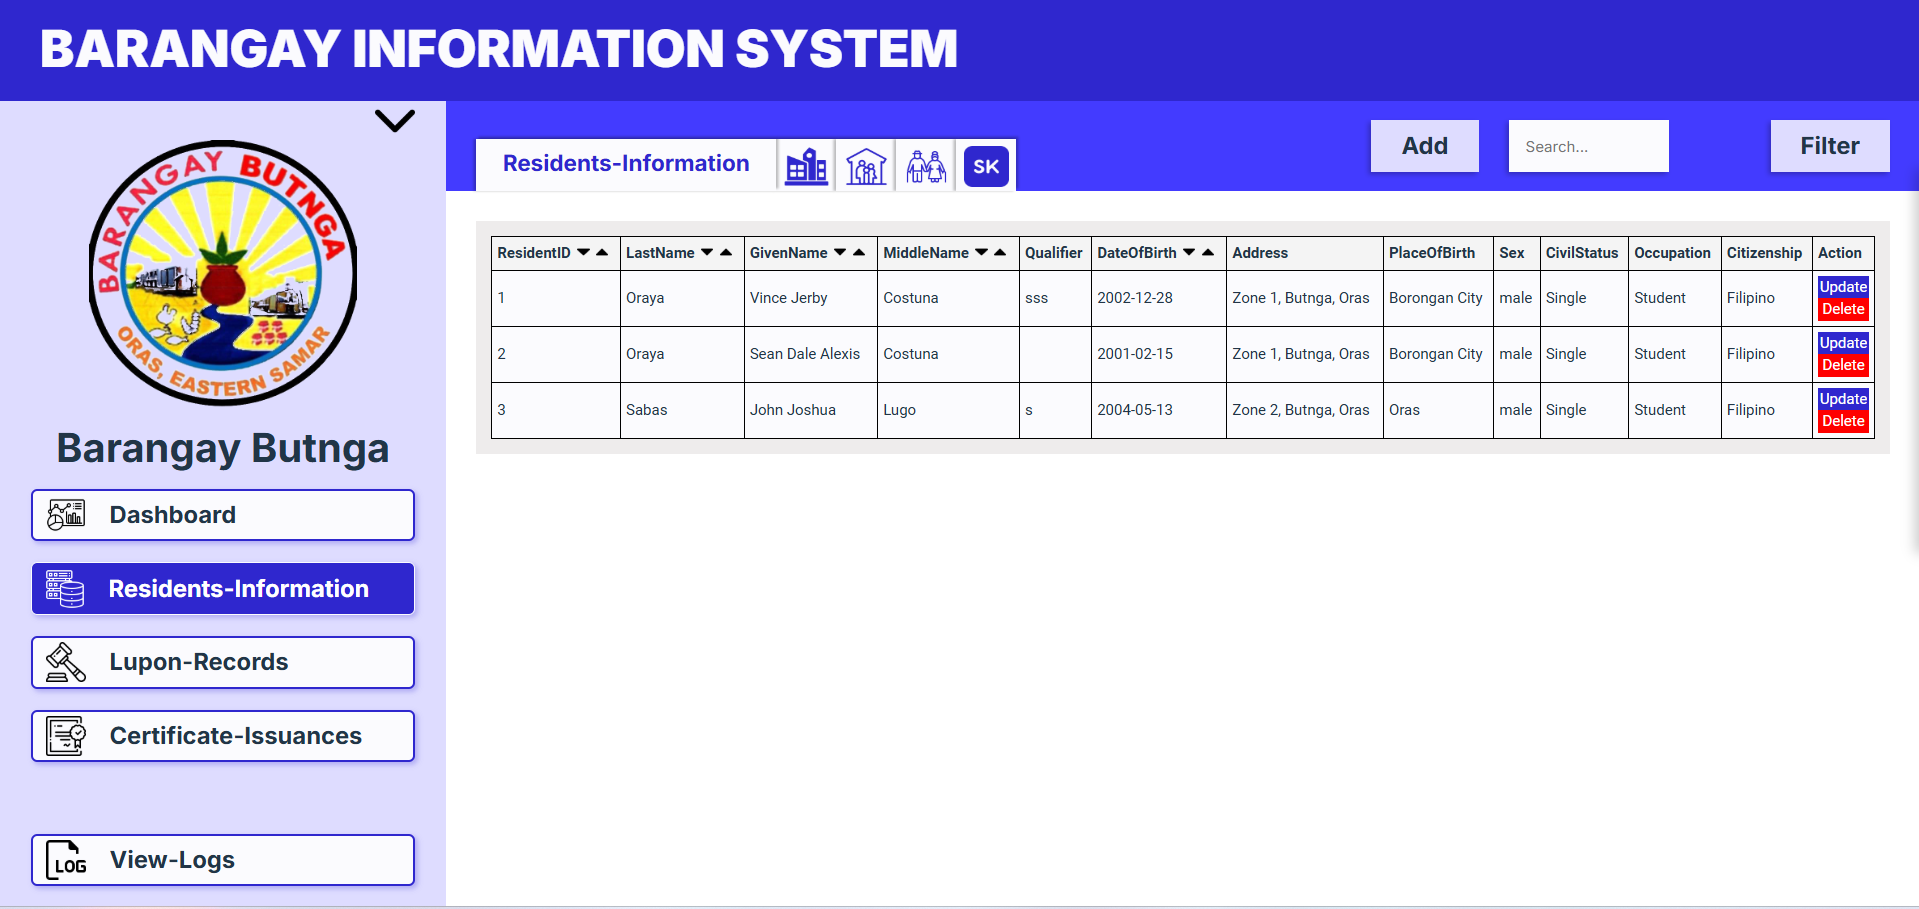 BARANGAY INFORMATION SYSTEM
BARANGAY BUTNGA
ORAS, EASTERN SAMAR
Barangay Butnga
Dashboard
Residents-Information
Lupon-Records
Certificate-Issuances
LOG View-Logs
Residents-Information SK
Add Search... Filter
ResidentID LastName GivenName MiddleName Qualifier DateOfBirth Address PlaceOfBirth Sex CivilStatus Occupation Citizenship Action
1 Oraya Vince Jerby Costuna sss 2002-12-28 Zone 1, Butnga, Oras Borongan City male Single Student Filipino Update Delete
2 Oraya Sean Dale Alexis Costuna 2001-02-15 Zone 1, Butnga, Oras Borongan City male Single Student Filipino Update Delete
3 Sabas John Joshua Lugo s 2004-05-13 Zone 2, Butnga, Oras Oras male Single Student Filipino Update Delete